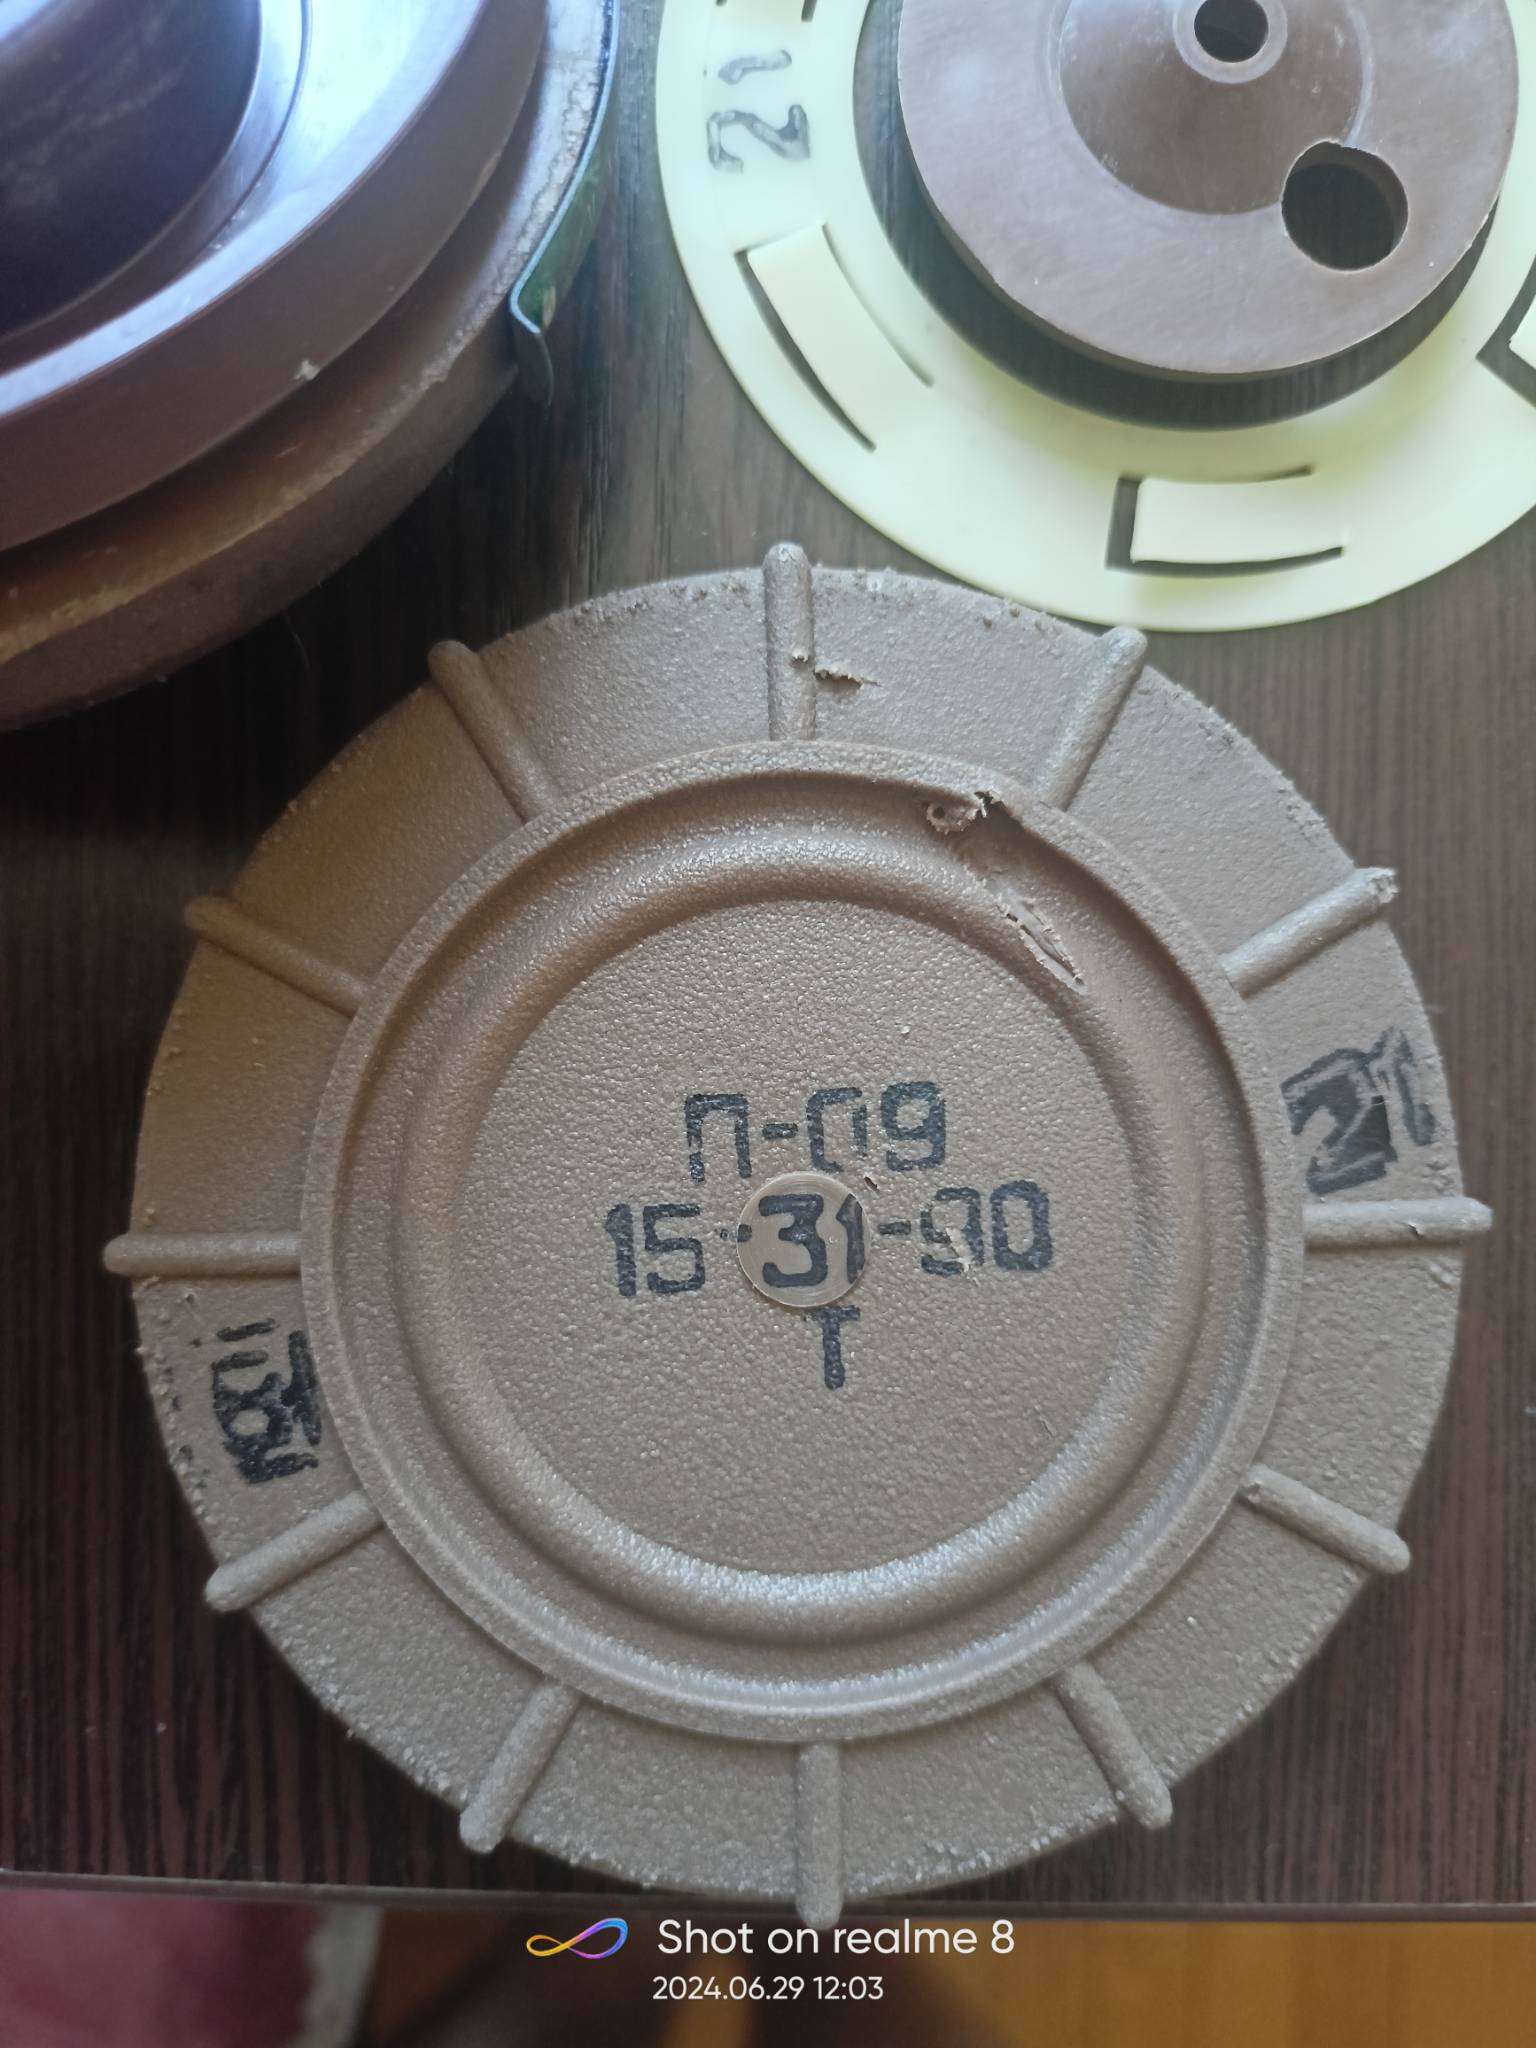 21
П-09
15-31-90
Т
Shot on realme 8
2024.06.29 12:03